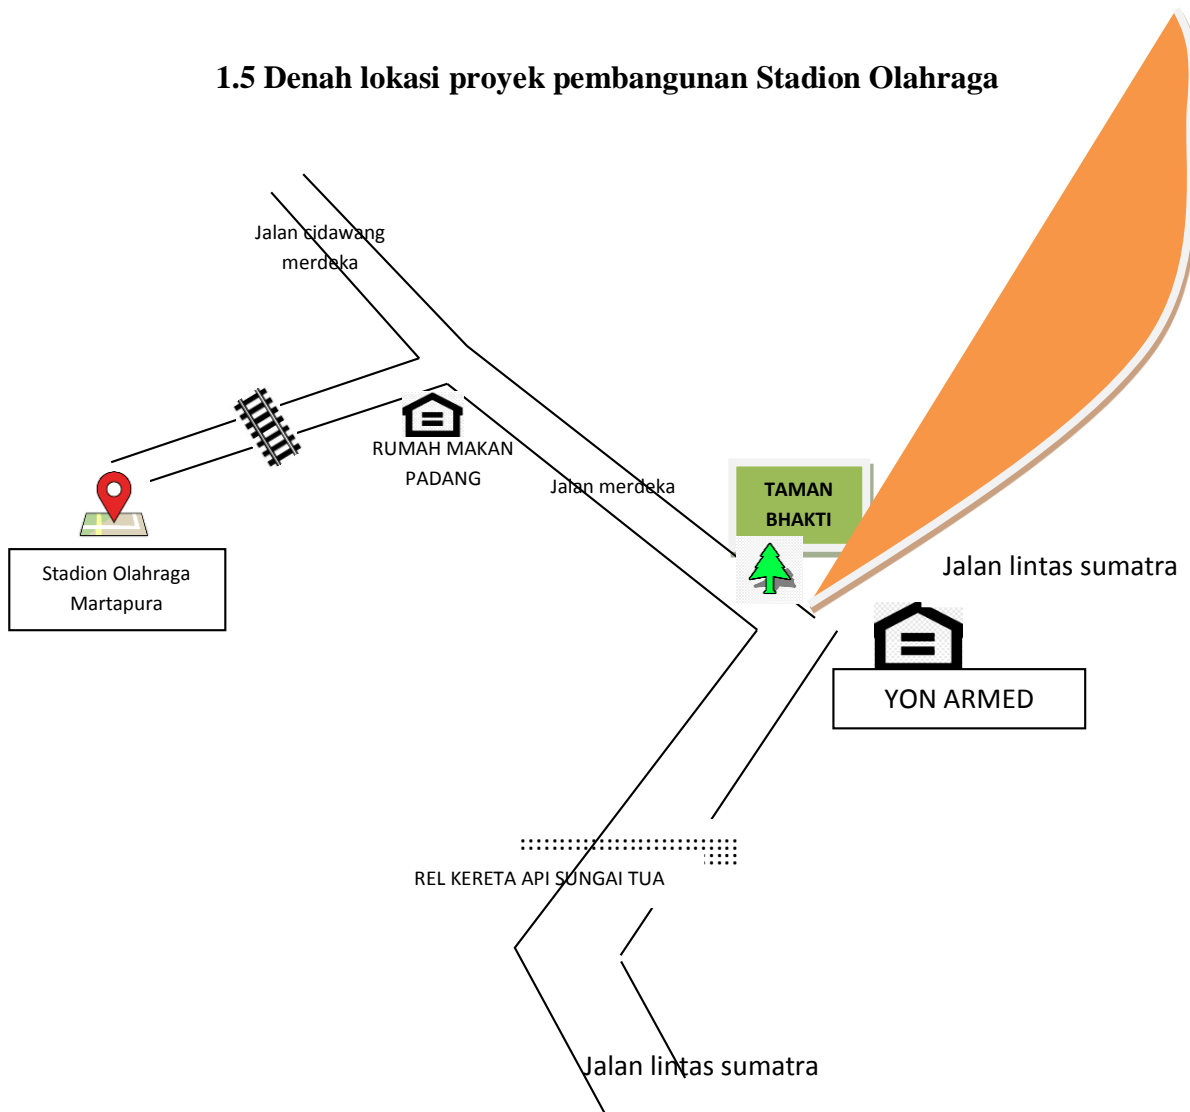 1.5 Denah lokasi proyek pembangunan Stadion Olahraga
Jalan cidawang
merdeka
RUMAH MAKAN
PADANG
Jalan merdeka
TAMAN
BHAKTI
Stadion Olahraga
Martapura
Jalan lintas sumatra
YON ARMED
REL KERETA API SUNGAI TUA
Jalan lintas sumatra